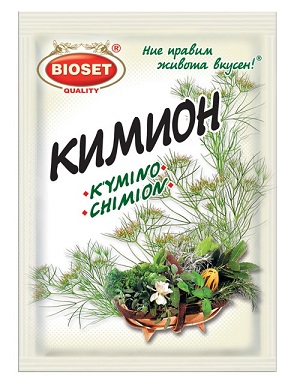 BIOSET®
QUALITY
Ние правим
живота вкусен!®
КИМИОН
•KYMINO•
•CHIMION•